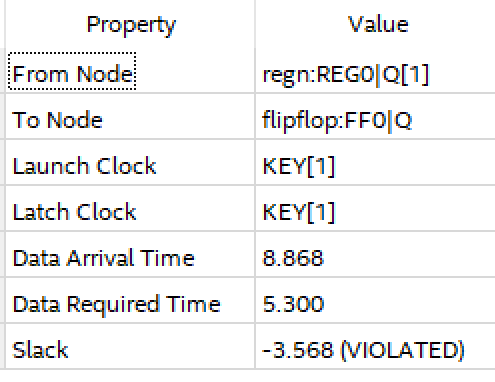 Property Value
From Node regn:REG0|Q[1]
To Node flipflop:FF0|Q
Launch Clock KEY[1]
Latch Clock KEY[1]
Data Arrival Time 8.868
Data Required Time 5.300
Slack -3.568 (VIOLATED)